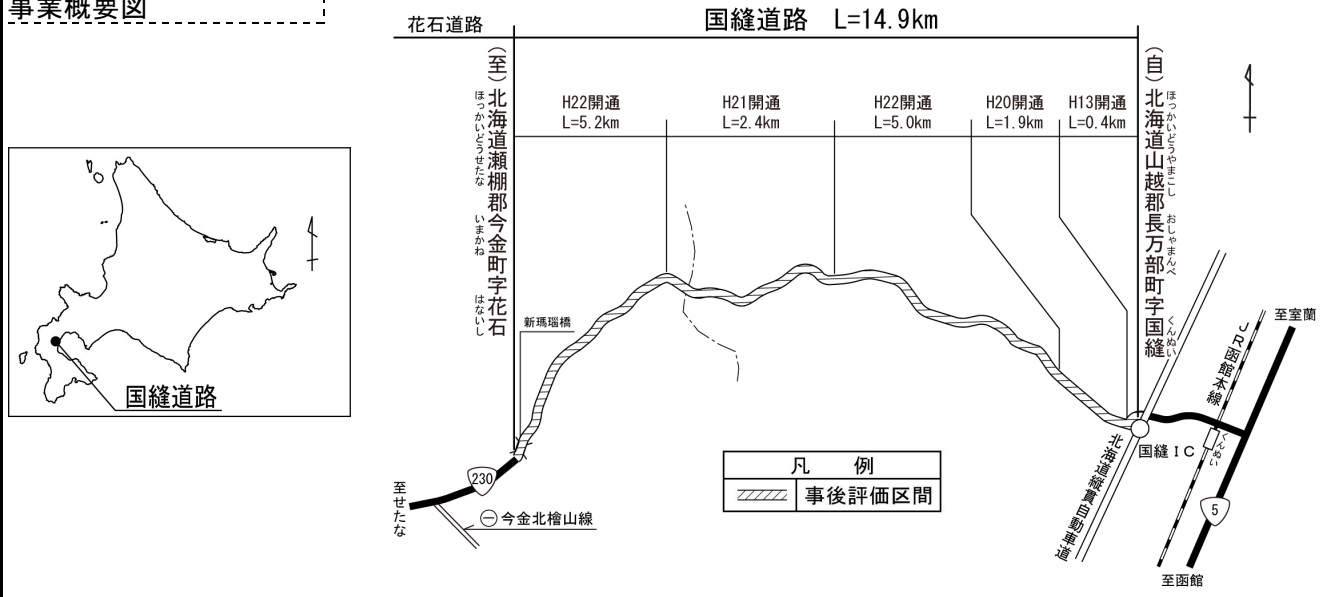 事業概要図
花石道路
国縫道路 L=14.9km
(至)北海道瀬棚郡今金町字花石
ほっかいどうせたな
いまかね
はないし
H22開通
L=5.2km
H21開通
L=2.4km
H22開通
L=5.0km
H20開通
L=1.9km
H13開通
L=0.4km
(自)北海道山越郡長万部町字国縫
ほっかいどうやまこし
おしゃまんべ
くんぬい
国縫道路
新瑪瑙橋
230
至せたな
㊀今金北檜山線
凡 例
事後評価区間
北海道縦貫自動車道
国縫IC
くんぬい
JR函館本線
至室蘭
5
至函館